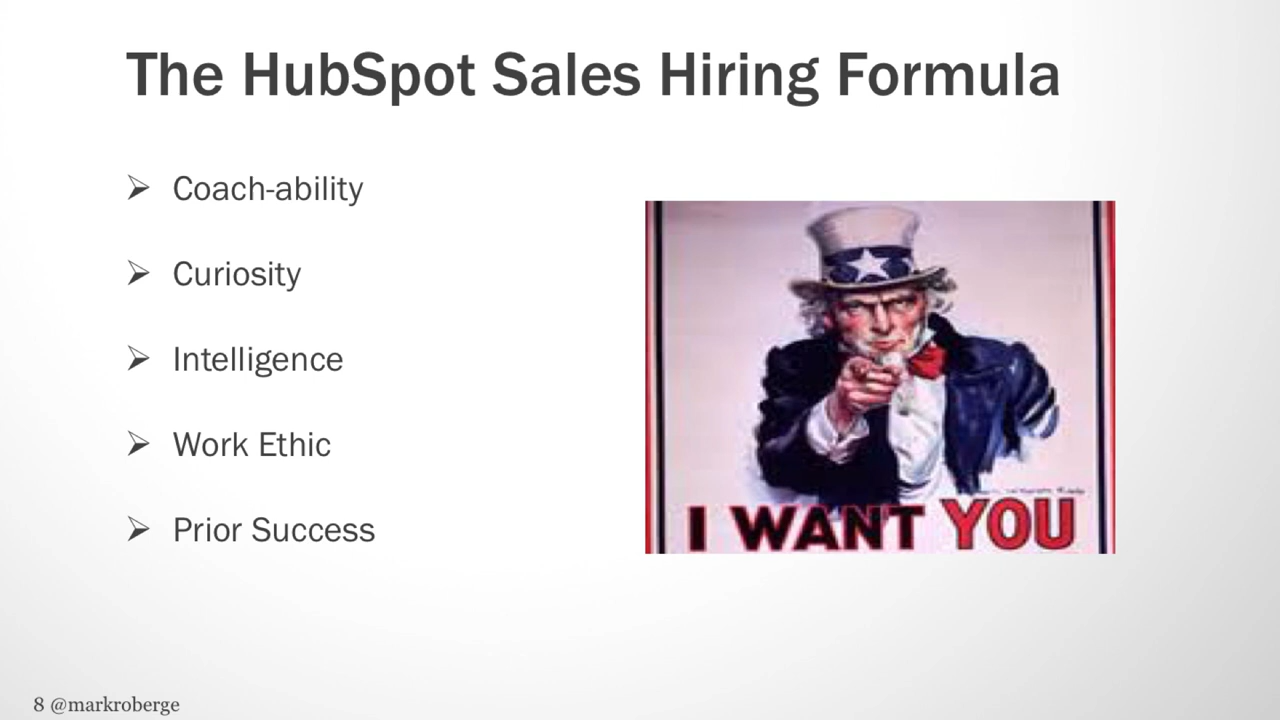 The HubSpot Sales Hiring Formula
➢ Coach-ability
➢ Curiosity
➢ Intelligence
➢ Work Ethic
➢ Prior Success
I WANT YOU
8 @markroberge